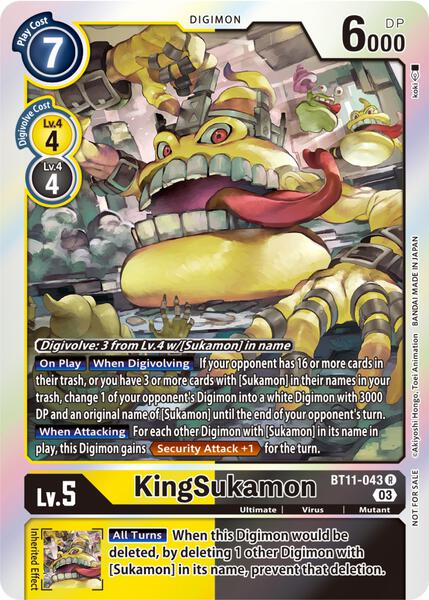 DIGIMON
Play Cost
7
6000
DP
koki
Digivolve Cost
Lv.4
4
Lv.4
4
Digivolve: 3 from Lv.4 w/[Sukamon] in name
On Play When Digivolving If your opponent has 16 or more cards in
their trash, or you have 3 or more cards with [Sukamon] in their names in your
trash, change 1 of your opponent's Digimon into a white Digimon with 3000
DP and an original name of [Sukamon] until the end of your opponent's turn.
When Attacking For each other Digimon with [Sukamon] in its name in
play, this Digimon gains Security Attack +1 for the turn.
©Akiyoshi Hongo, Toei Animation BANDAI MADE IN JAPAN
NOT FOR SALE
Lv.5
KingSukamon
BT11-043 R
03
Ultimate Virus Mutant
Inherited Effect
All Turns When this Digimon would be
deleted, by deleting 1 other Digimon with
[Sukamon] in its name, prevent that deletion.